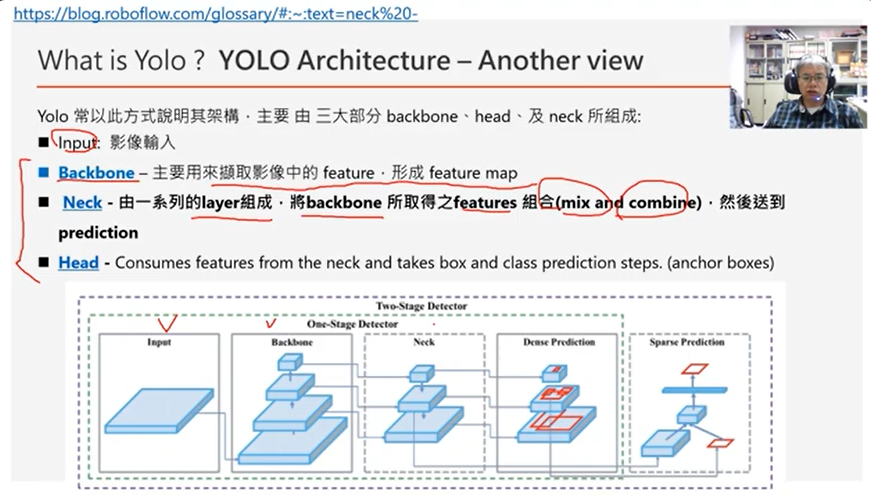 https://blog.roboflow.com/glossary/#:~:text=neck%20-
What is Yolo ? YOLO Architecture – Another view
Yolo 常以此方式說明其架構，主要 由 三大部分 backbone、head、及 neck 所組成:
Input: 影像輸入
Backbone – 主要用來擷取影像中的 feature，形成 feature map
Neck - 由一系列的layer組成，將backbone 所取得之features 組合(mix and combine)，然後送到
prediction
Head - Consumes features from the neck and takes box and class prediction steps. (anchor boxes)
Two-Stage Detector
One-Stage Detector
Input
Backbone
Neck
Dense Prediction
Sparse Prediction